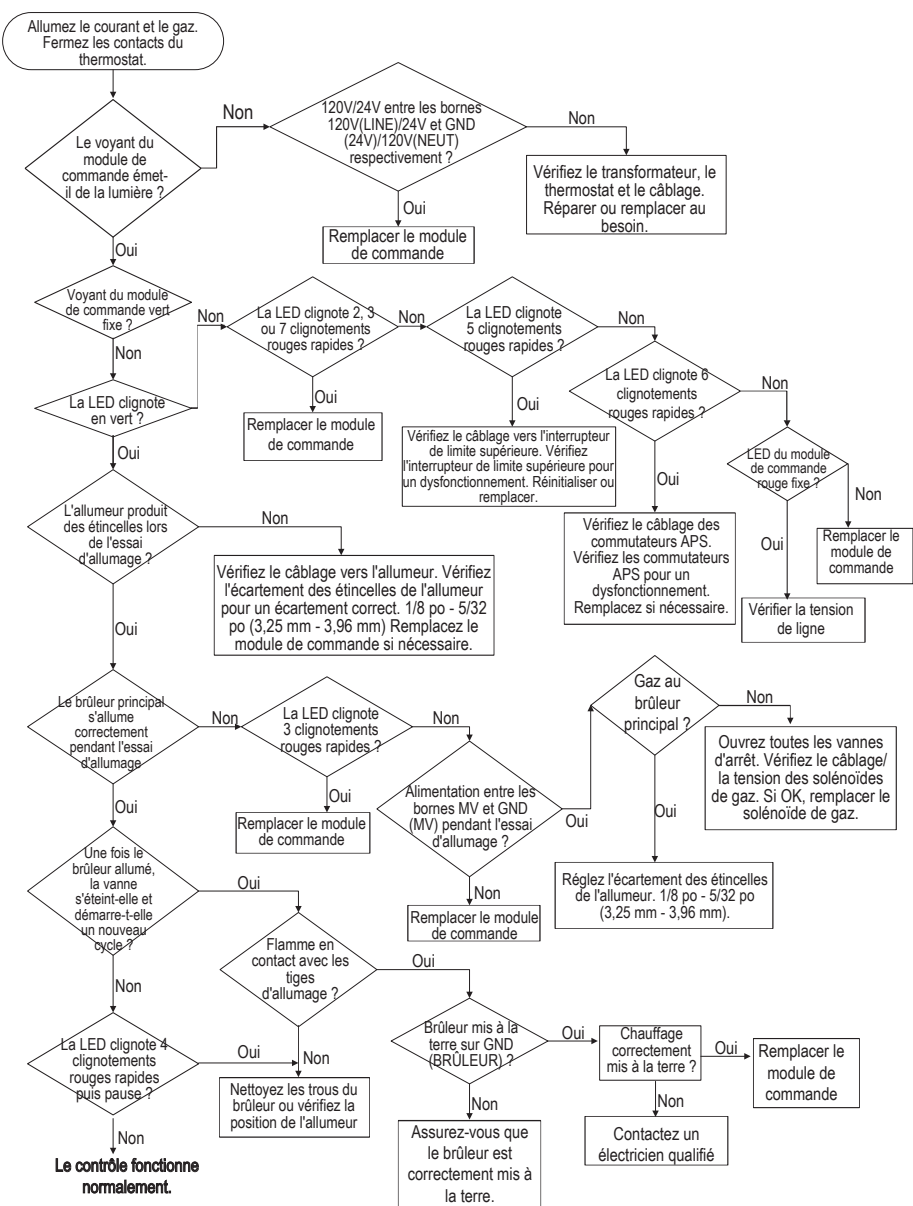 Allumez le courant et le gaz.
Fermez les contacts du
thermostat.
Le voyant du
module de
commande émet-
il de la lumière ?
Non
120V/24V entre les bornes
120V(LINE)/24V et GND
(24V)/120V(NEUT)
respectivement ?
Non
Vérifiez le transformateur, le
thermostat et le câblage.
Réparer ou remplacer au
besoin.
Oui
Remplacer le module
de commande
Oui
Voyant du module
de commande vert
fixe ?
Non
La LED clignote
en vert ?
Non
La LED clignote 2, 3
ou 7 clignotements
rouges rapides ?
Oui
Remplacer le module
de commande
Non
La LED clignote
5 clignotements
rouges rapides ?
Oui
Vérifiez le câblage vers l'interrupteur
de limite supérieure. Vérifiez
l'interrupteur de limite supérieure pour
un dysfonctionnement. Réinitialiser ou
remplacer.
Non
La LED clignote 6
clignotements
rouges rapides ?
Oui
Vérifiez le câblage des
commutateurs APS.
Vérifiez les commutateurs
APS pour un
dysfonctionnement.
Remplacez si nécessaire.
Non
LED du module
de commande
rouge fixe ?
Oui
Vérifier la tension
de ligne
Non
Remplacer le
module de
commande
Oui
L'allumeur produit
des étincelles lors
de l'essai
d'allumage ?
Non
Vérifiez le câblage vers l'allumeur. Vérifiez
l'écartement des étincelles de l'allumeur
pour un écartement correct. 1/8 po - 5/32
po (3,25 mm - 3,96 mm) Remplacez le
module de commande si nécessaire.
Oui
Le brûleur principal
s'allume
correctement
pendant l'essai
d'allumage
Non
La LED clignote
3 clignotements
rouges rapides ?
Oui
Remplacer le module
de commande
Non
Alimentation entre les
bornes MV et GND
(MV) pendant l'essai
d'allumage ?
Non
Remplacer le module
de commande
Oui
Gaz au
brûleur
principal ?
Non
Ouvrez toutes les vannes
d'arrêt. Vérifiez le câblage/
la tension des solénoïdes
de gaz. Si OK, remplacer le
solénoïde de gaz.
Oui
Réglez l'écartement des étincelles
de l'allumeur. 1/8 po - 5/32 po
(3,25 mm - 3,96 mm).
Oui
Une fois le
brûleur allumé,
la vanne
s'éteint-elle et
démarre-t-elle
un nouveau
cycle ?
Oui
Flamme en
contact avec les
tiges
d'allumage ?
Oui
Brûleur mis à la
terre sur GND
(BRÛLEUR) ?
Oui
Chauffage
correctement
mis à la terre ?
Oui
Remplacer le
module de
commande
Non
Contactez un
électricien qualifié
Non
Assurez-vous que
le brûleur est
correctement mis à
la terre.
Non
Nettoyez les trous du
brûleur ou vérifiez la
position de l'allumeur
Non
La LED clignote 4
clignotements
rouges rapides
puis pause ?
Oui
Non
Le contrôle fonctionne
normalement.